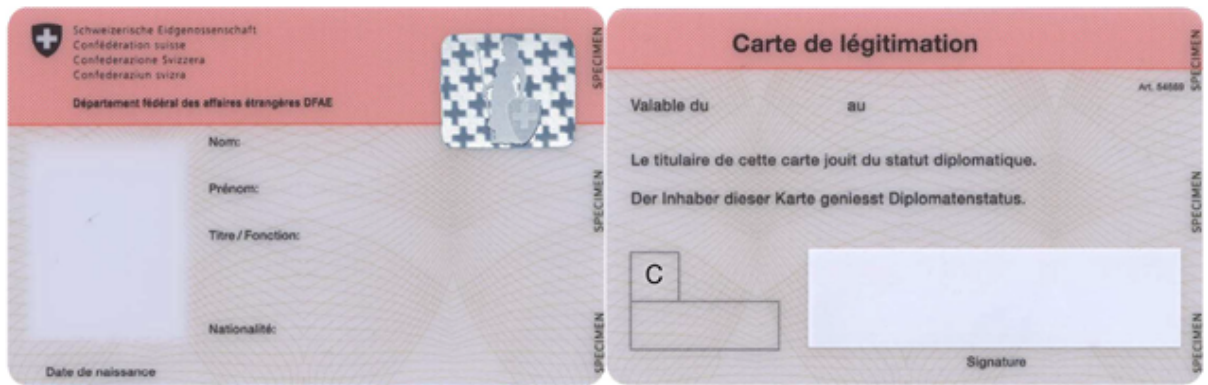 Schweizerische Eidgenossenschaft
Confédération suisse
Confederazione Svizzera
Confederaziun svizra
Département fédéral des affaires étrangères DFAE
SPECIMEN
Nom:
Prénom:
Titre / Fonction:
SPECIMEN
Nationalité:
SPECIMEN
Date de naissance
Carte de légitimation
SPECIMEN
Art. 54669
Valable du au
Le titulaire de cette carte jouit du statut diplomatique.
Der Inhaber dieser Karte geniesst Diplomatenstatus.
SPECIMEN
C
SPECIMEN
Signature